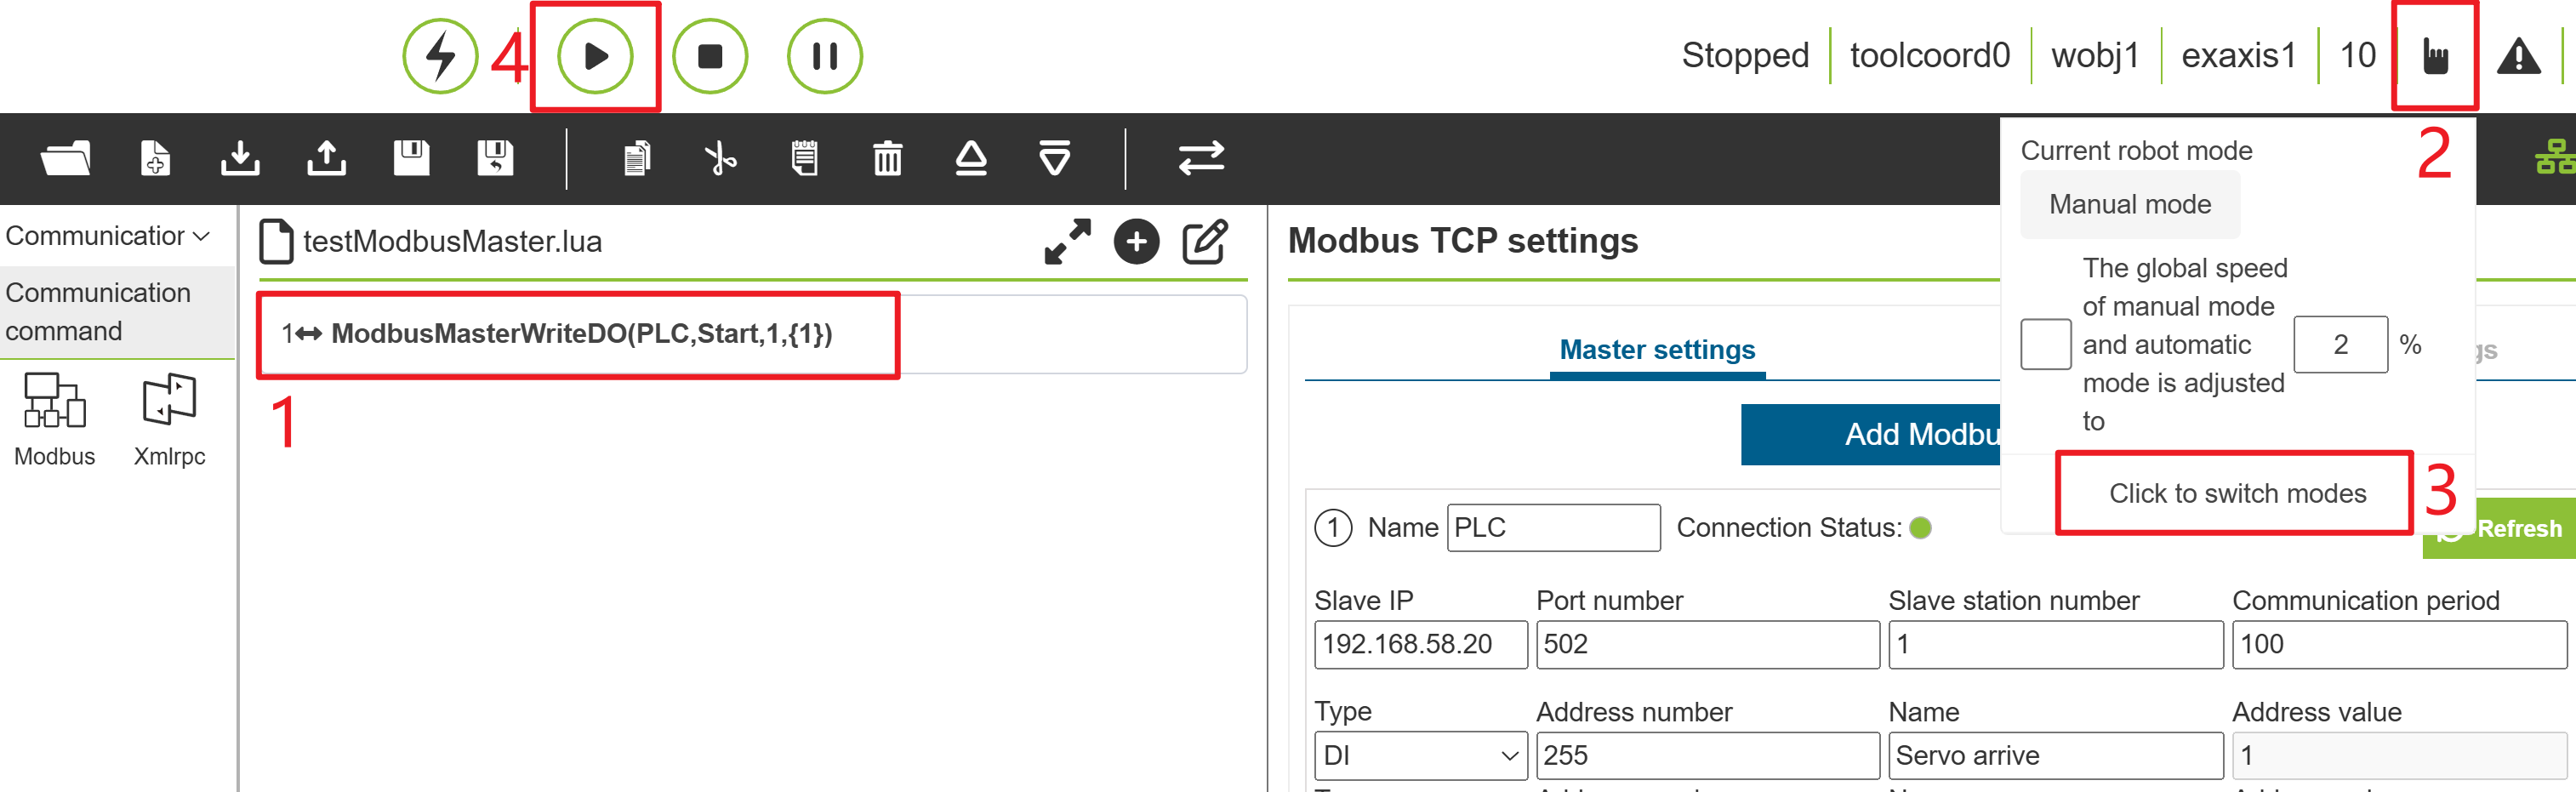 4
Stopped
toolcoord0
wobj1
exaxis1
10
2
Current robot mode
Manual mode
The global speed
of manual mode
and automatic
mode is adjusted
to
2
%
Click to switch modes
3
Communication
command
Modbus
Xmlrpc
testModbusMaster.lua
1 ModbusMasterWriteDO(PLC,Start,1,{1})
1
Modbus TCP settings
Master settings
1 Name PLC Connection Status:
Refresh
Slave IP Port number Slave station number Communication period
192.168.58.20 502 1 100
Type Address number Name Address value
DI 255 Servo arrive 1